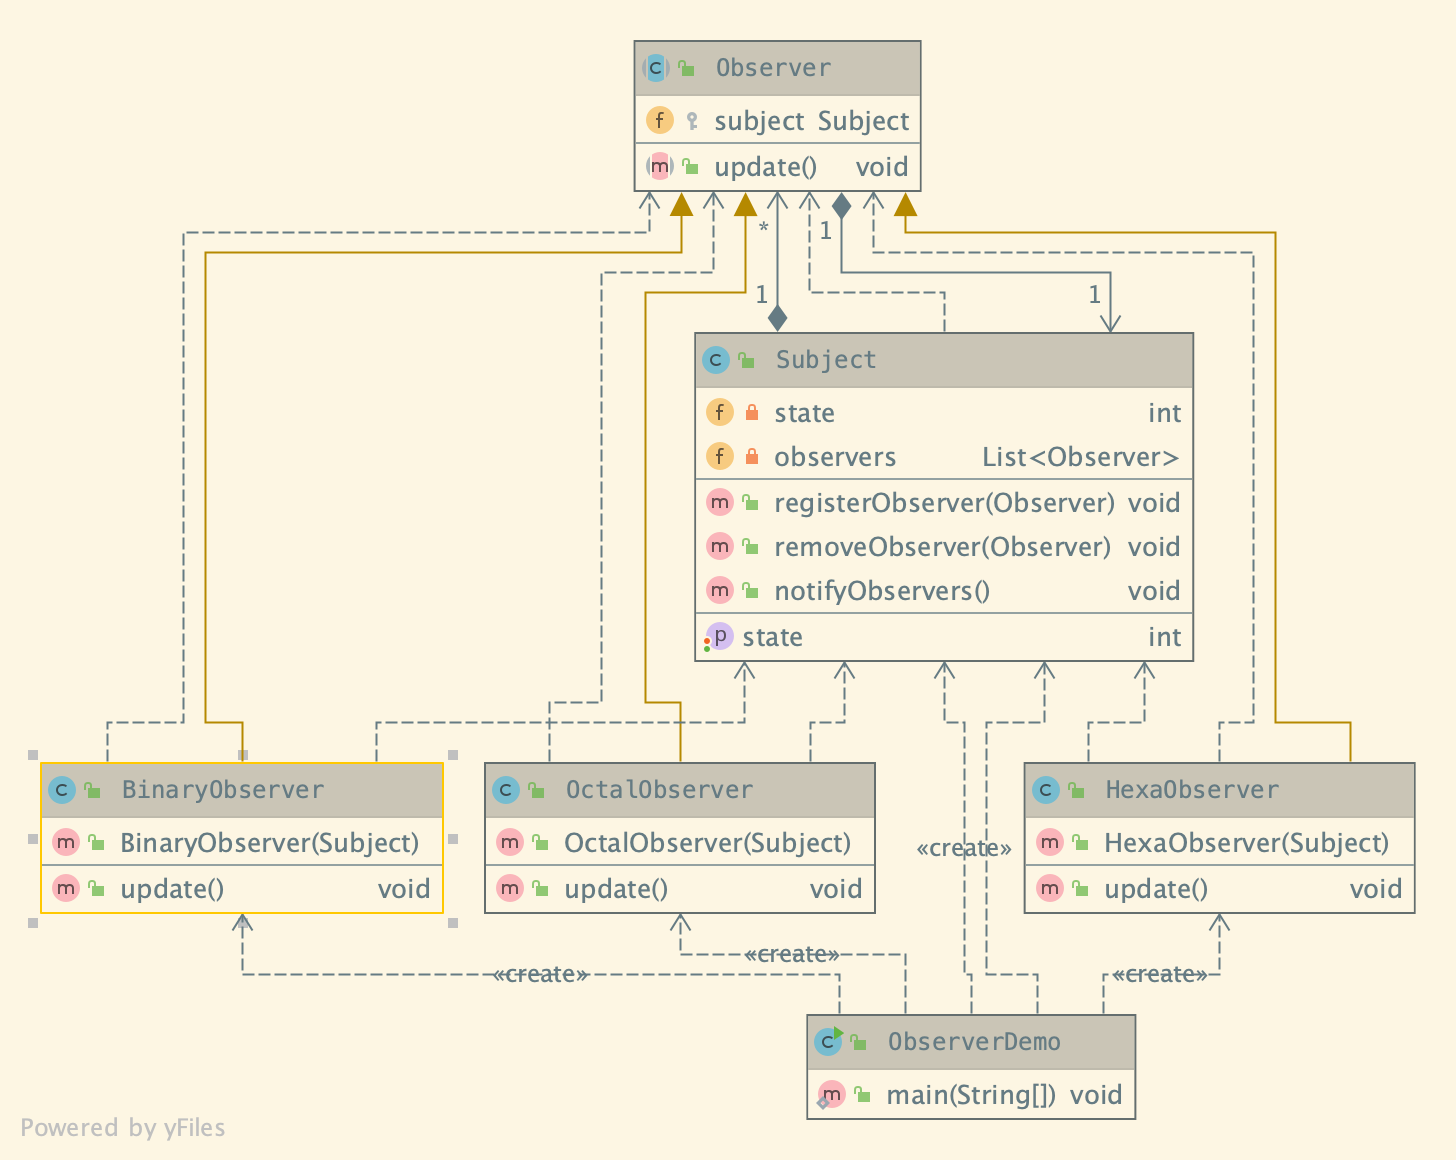 Observer
subject Subject
update() void
* 1
1 1
Subject
state int
observers List<Observer>
registerObserver(Observer) void
removeObserver(Observer) void
notifyObservers() void
state int
BinaryObserver
BinaryObserver(Subject)
update() void
OctalObserver
OctalObserver(Subject)
update() void
«create»
HexaObserver
HexaObserver(Subject)
update() void
«create»
«create»
«create»
ObserverDemo
main(String[]) void
Powered by yFiles